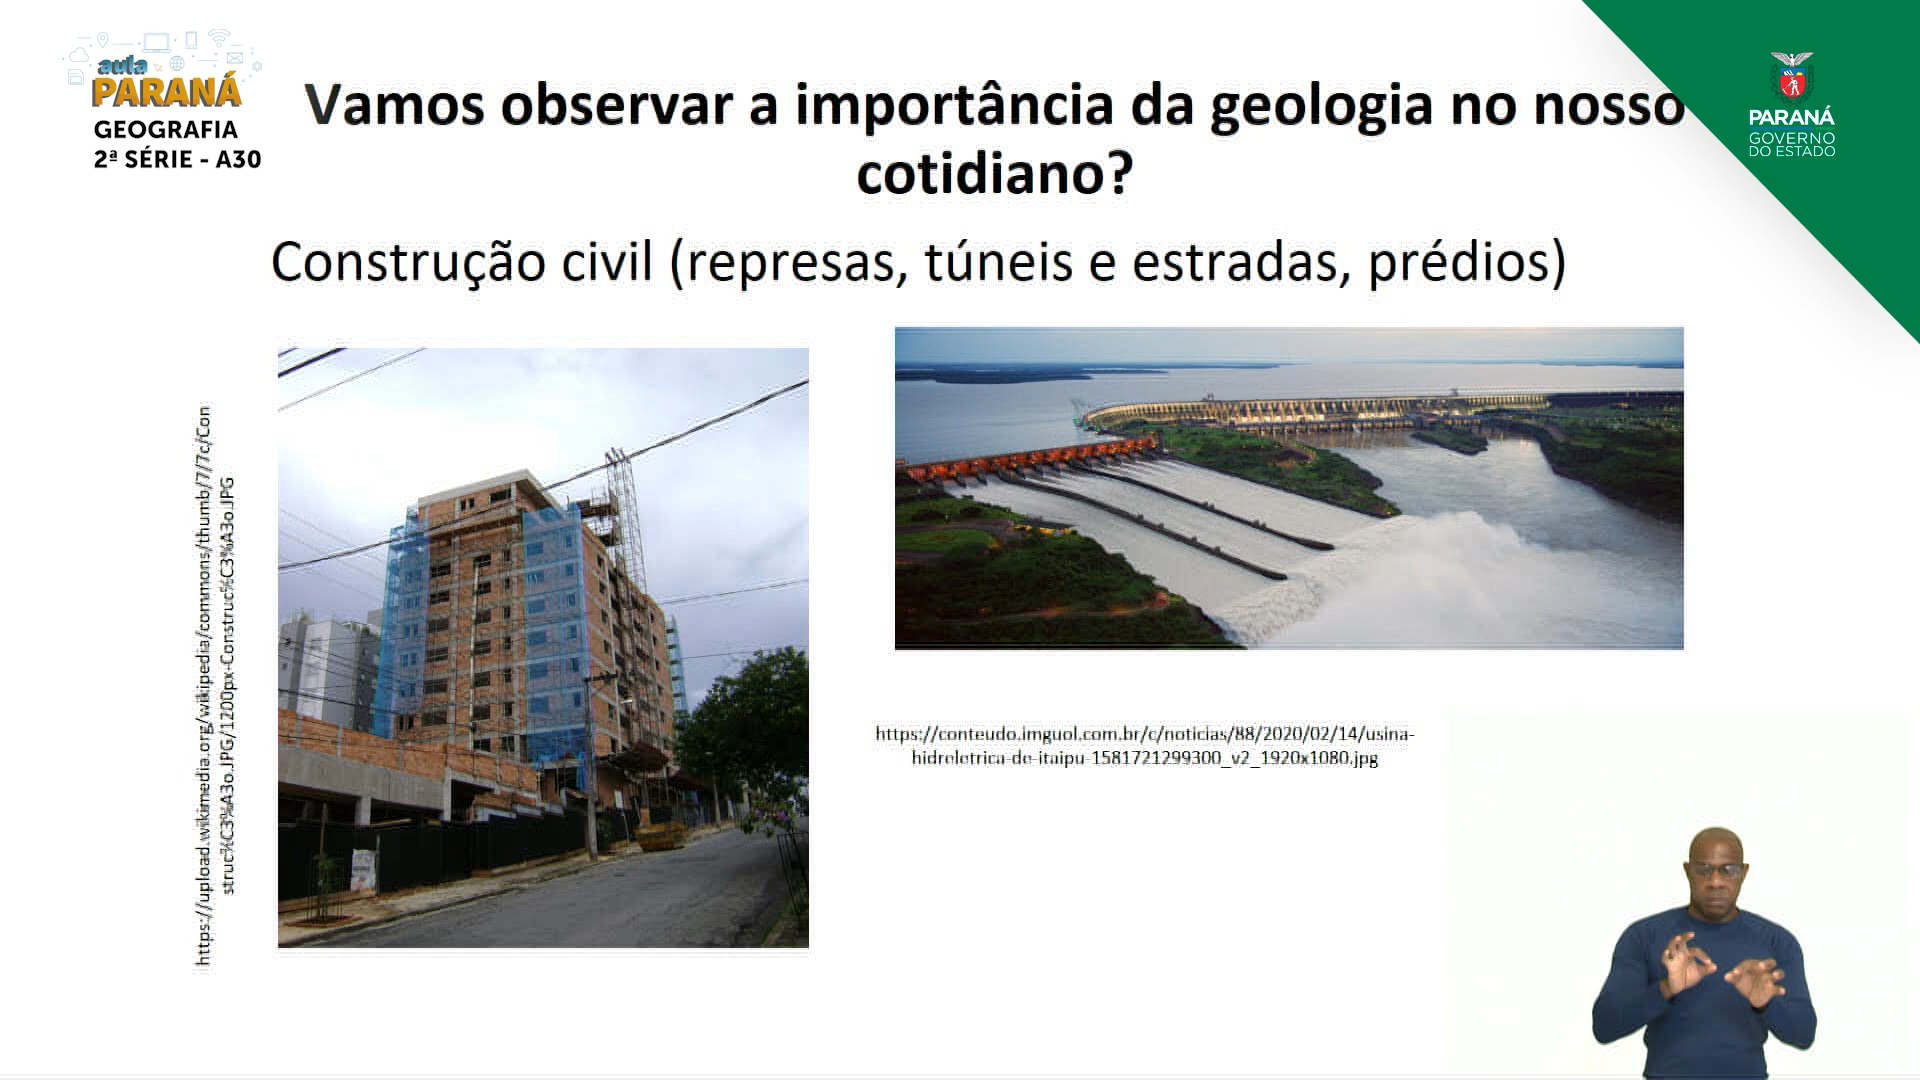 aula
PARANÁ
GEOGRAFIA
2ª SÉRIE - A30
Vamos observar a importância da geologia no nosso
cotidiano?
PARANÁ
GOVERNO
DO ESTADO
Construção civil (represas, túneis e estradas, prédios)
https://upload.wikimedia.org/wikipedia/commons/thumb/7/7c/Con
struc%C3%A3o.JPG/1200px-Construc%C3%A3o.JPG
https://conteudo.imguol.com.br/c/noticias/88/2020/02/14/usina-
hidreletrica-de-itaipu-1581721299300_v2_1920x1080.jpg